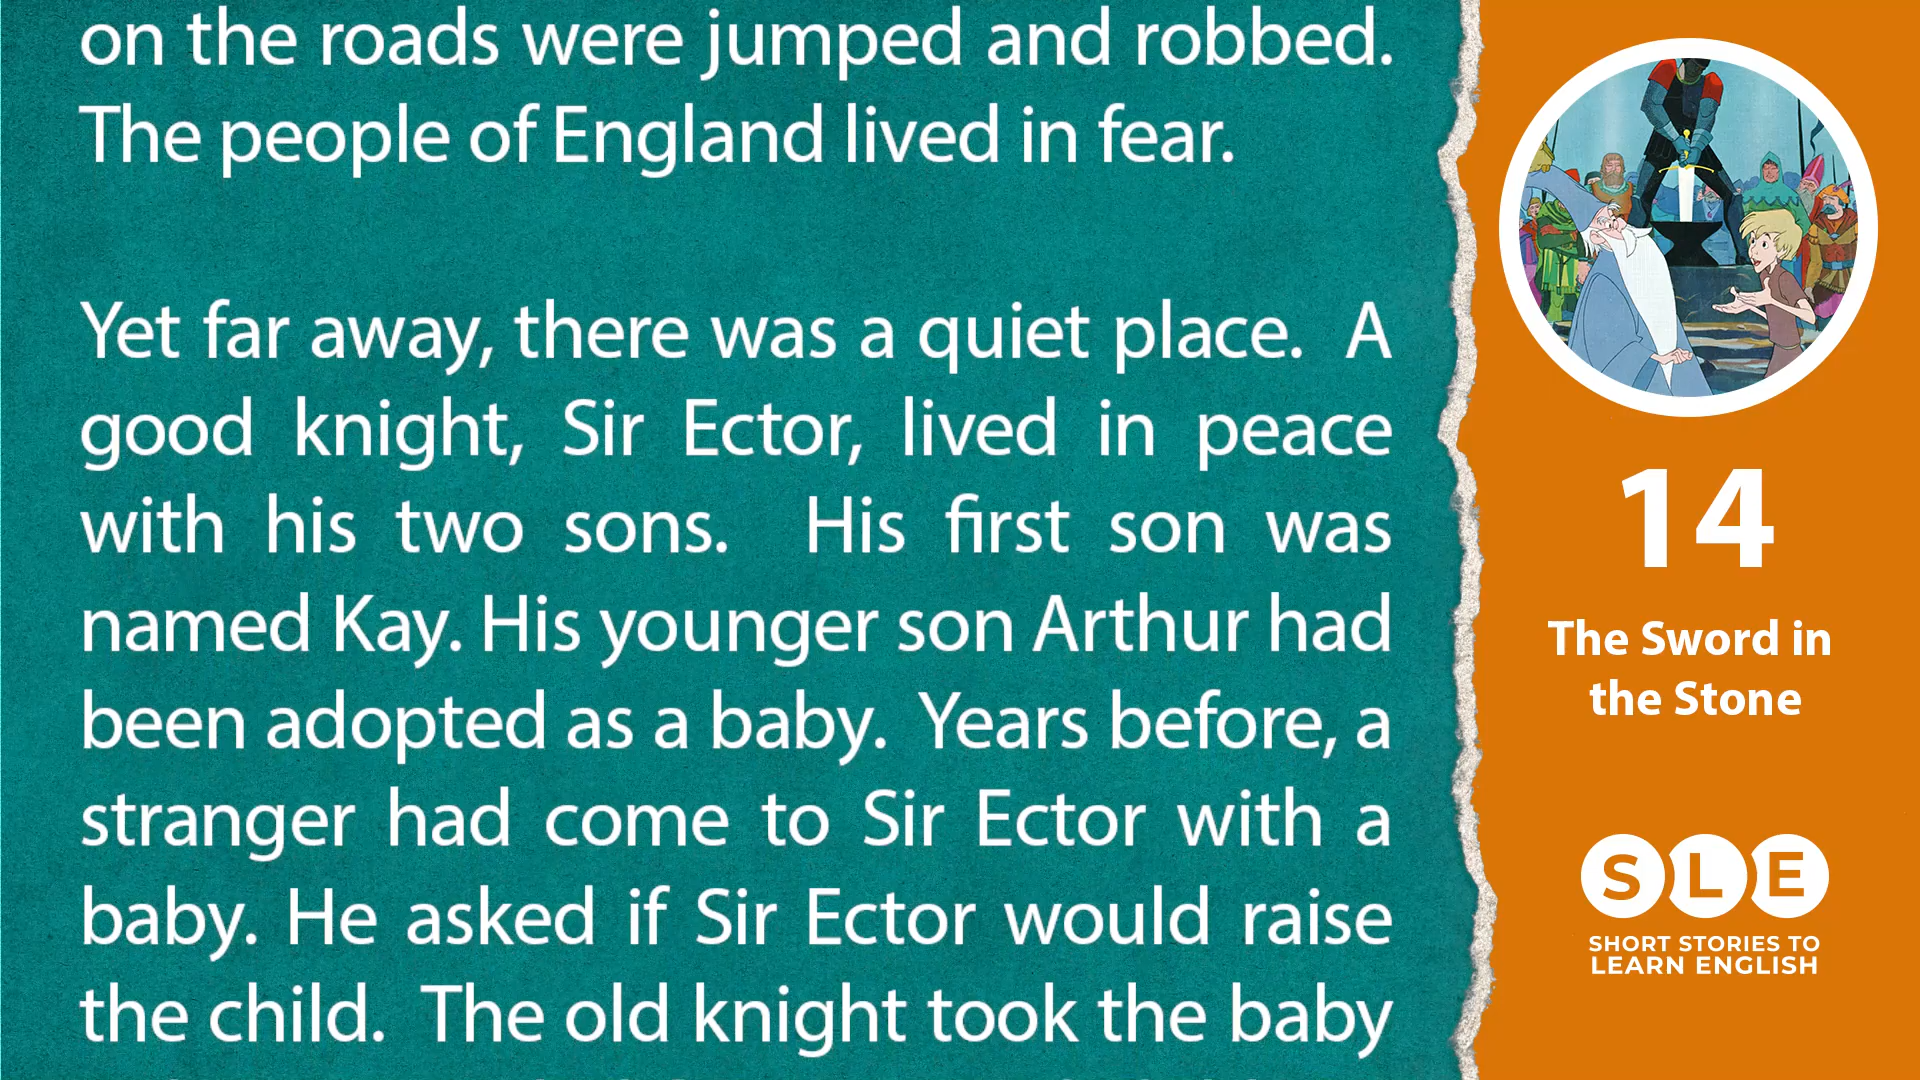 on the roads were jumped and robbed.
The people of England lived in fear.
Yet far away, there was a quiet place. A
good knight, Sir Ector, lived in peace
with his two sons. His first son was
named Kay. His younger son Arthur had
been adopted as a baby. Years before, a
stranger had come to Sir Ector with a
baby. He asked if Sir Ector would raise
the child. The old knight took the baby
14
The Sword in
the Stone
SLE
SHORT STORIES TO
LEARN ENGLISH